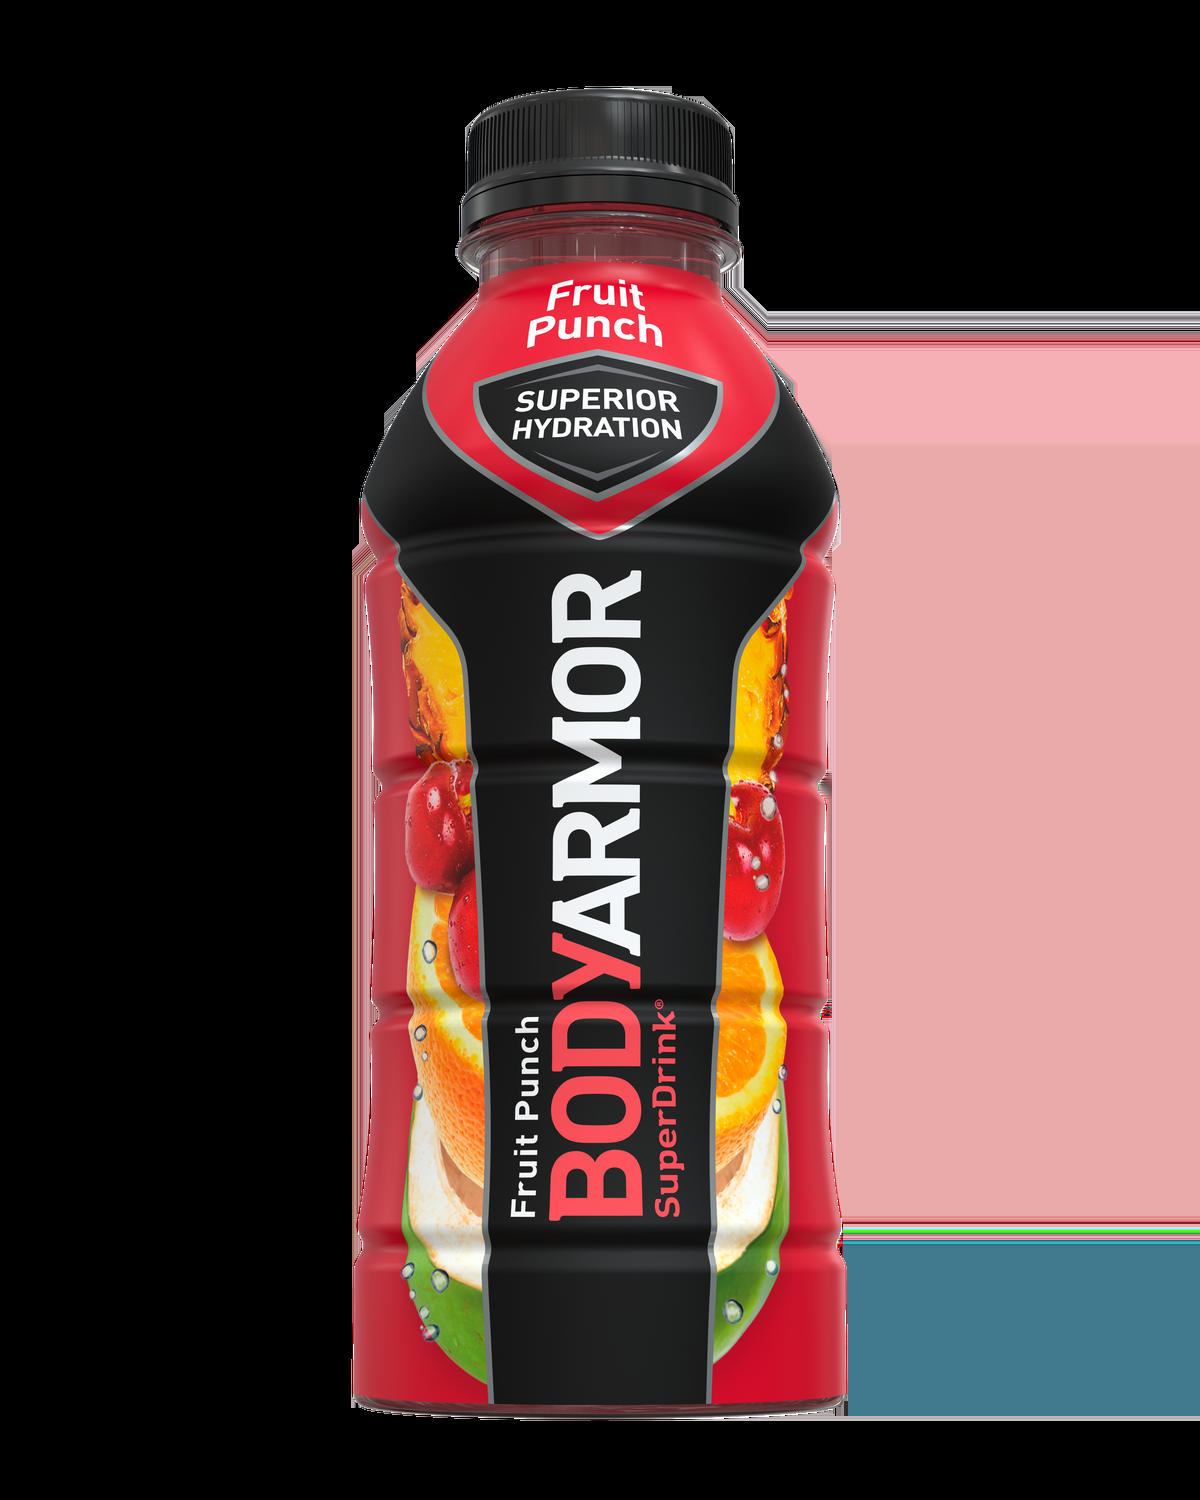 Fruit
Punch
SUPERIOR
HYDRATION
Fruit Punch
BODYARMOR
SuperDrink®